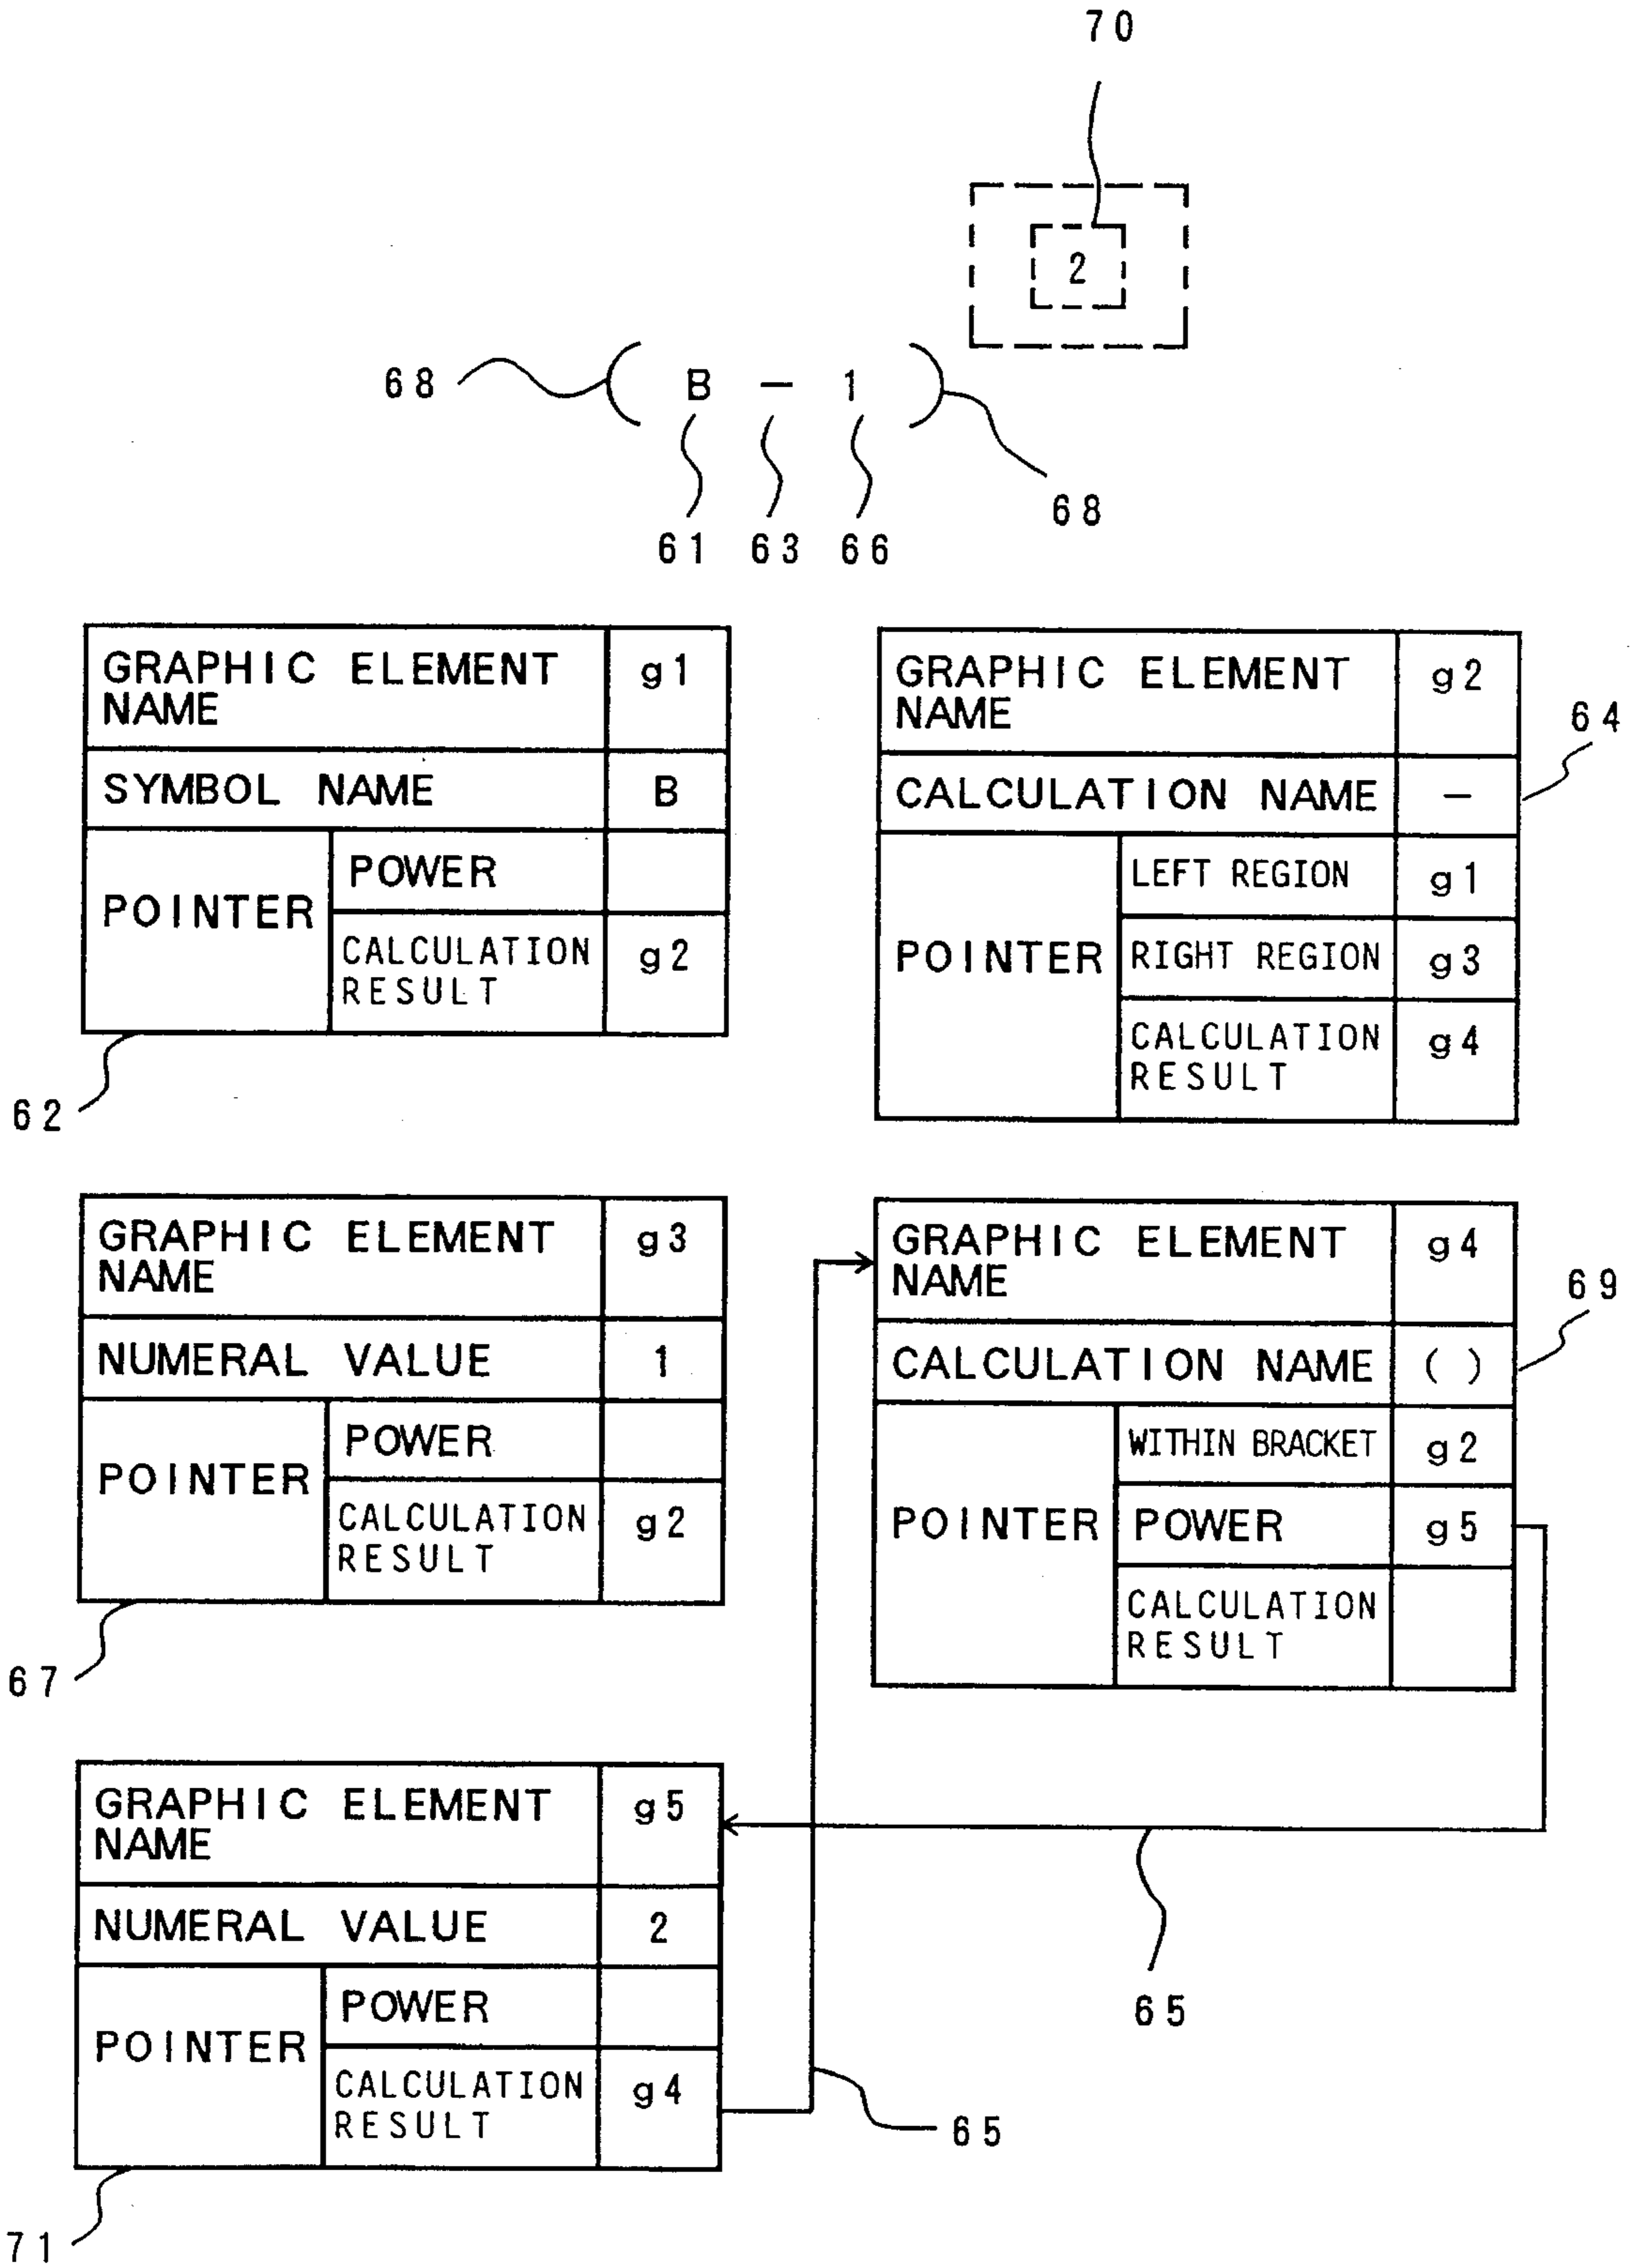 70
2
68 ( B – 1 ) 68
61 63 66
GRAPHIC ELEMENT NAME g1
SYMBOL NAME B
POINTER
POWER
CALCULATION RESULT g2
62
GRAPHIC ELEMENT NAME g2
CALCULATION NAME –
POINTER
LEFT REGION g1
RIGHT REGION g3
CALCULATION RESULT g4
64
GRAPHIC ELEMENT NAME g3
NUMERAL VALUE 1
POINTER
POWER
CALCULATION RESULT g2
67
GRAPHIC ELEMENT NAME g4
CALCULATION NAME ( )
POINTER
WITHIN BRACKET g2
POWER g5
CALCULATION RESULT
69
GRAPHIC ELEMENT NAME g5
NUMERAL VALUE 2
POINTER
POWER
CALCULATION RESULT g4
65
65
71